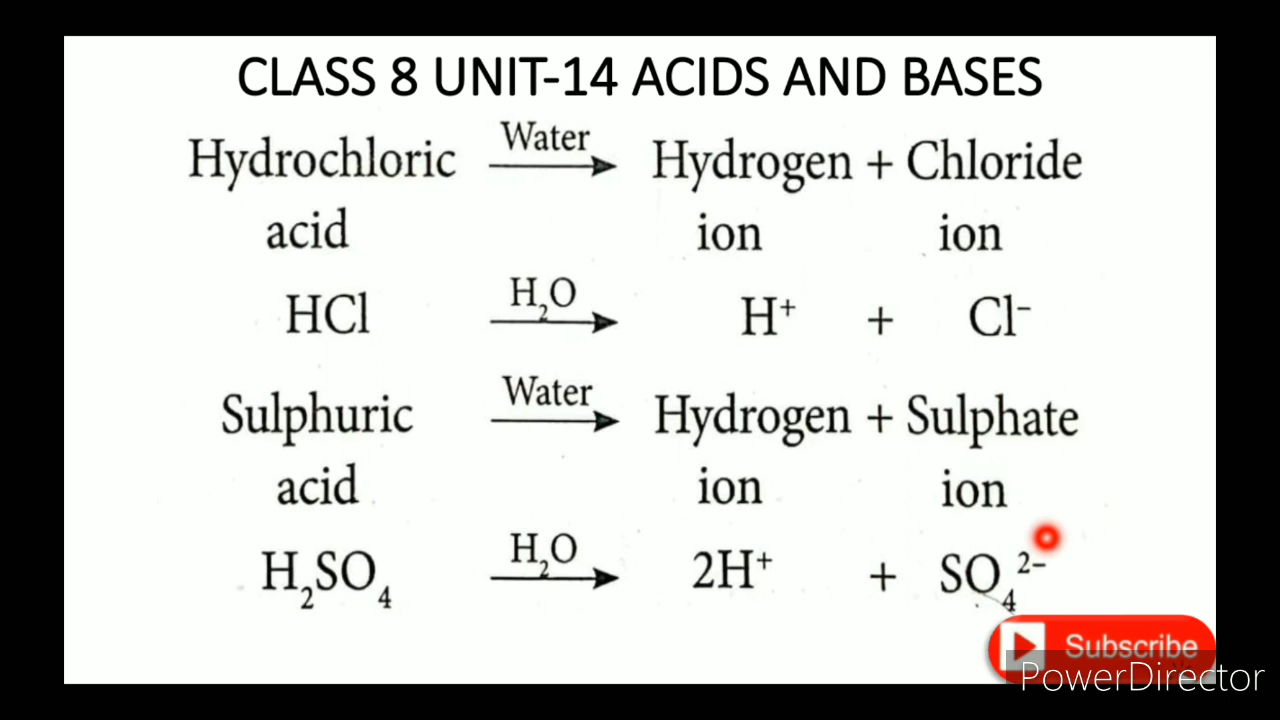 CLASS 8 UNIT-14 ACIDS AND BASES
Hydrochloric acid —Water→ Hydrogen ion + Chloride ion
HCl —H₂O→ H⁺ + Cl⁻
Sulphuric acid —Water→ Hydrogen ion + Sulphate ion
H₂SO₄ —H₂O→ 2H⁺ + SO₄²⁻
Subscribe
PowerDirector